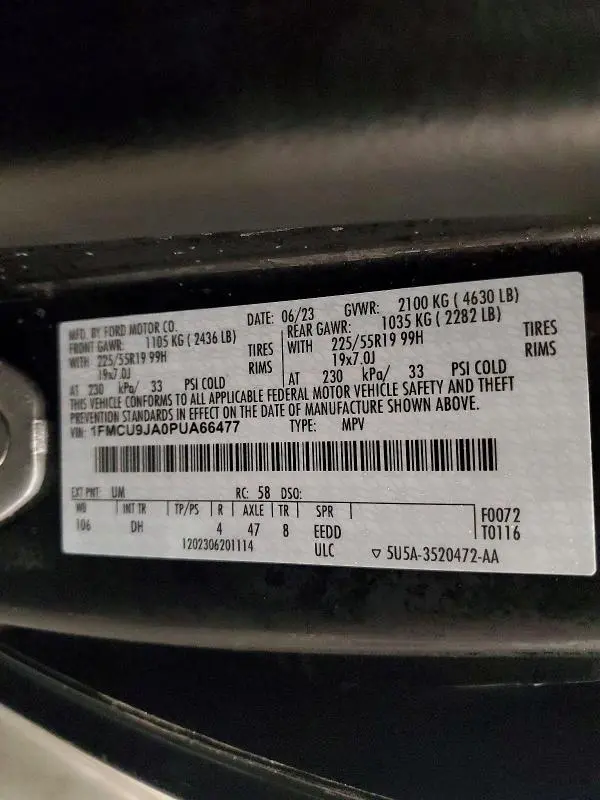 MFD. BY FORD MOTOR CO. DATE: 06/23 GVWR: 2100 KG ( 4630 LB)
FRONT GAWR: 1105 KG ( 2436 LB) REAR GAWR: 1035 KG ( 2282 LB)
WITH 225/55R19 99H TIRES WITH 225/55R19 99H TIRES
19x7.0J RIMS 19x7.0J RIMS
AT 230 kPa/ 33 PSI COLD AT 230 kPa/ 33 PSI COLD
THIS VEHICLE CONFORMS TO ALL APPLICABLE FEDERAL MOTOR VEHICLE SAFETY AND THEFT
PREVENTION STANDARDS IN EFFECT ON THE DATE OF MANUFACTURE SHOWN ABOVE.
VIN: 1FMCU9JA0PUA66477 TYPE: MPV
EXT PNT: UM RC: 58 DSO:
WB INT TR TP/PS R AXLE TR SPR F0072
106 DH 4 47 8 EEDD T0116
1202306201114 ULC ▽ 5U5A-3520472-AA